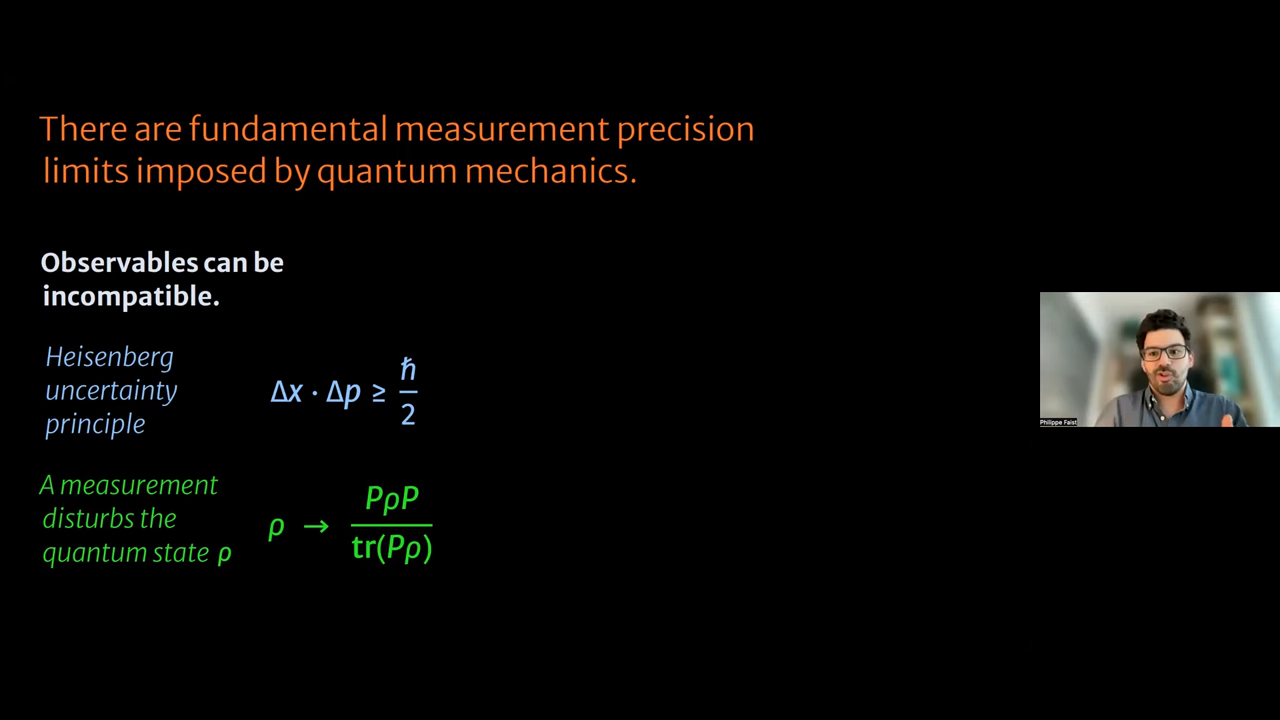 There are fundamental measurement precision
limits imposed by quantum mechanics.
Observables can be
incompatible.
Heisenberg
uncertainty
principle
Δx · Δp ≥ ħ/2
A measurement
disturbs the
quantum state ρ
ρ → PρP/tr(Pρ)
Philippe Faist